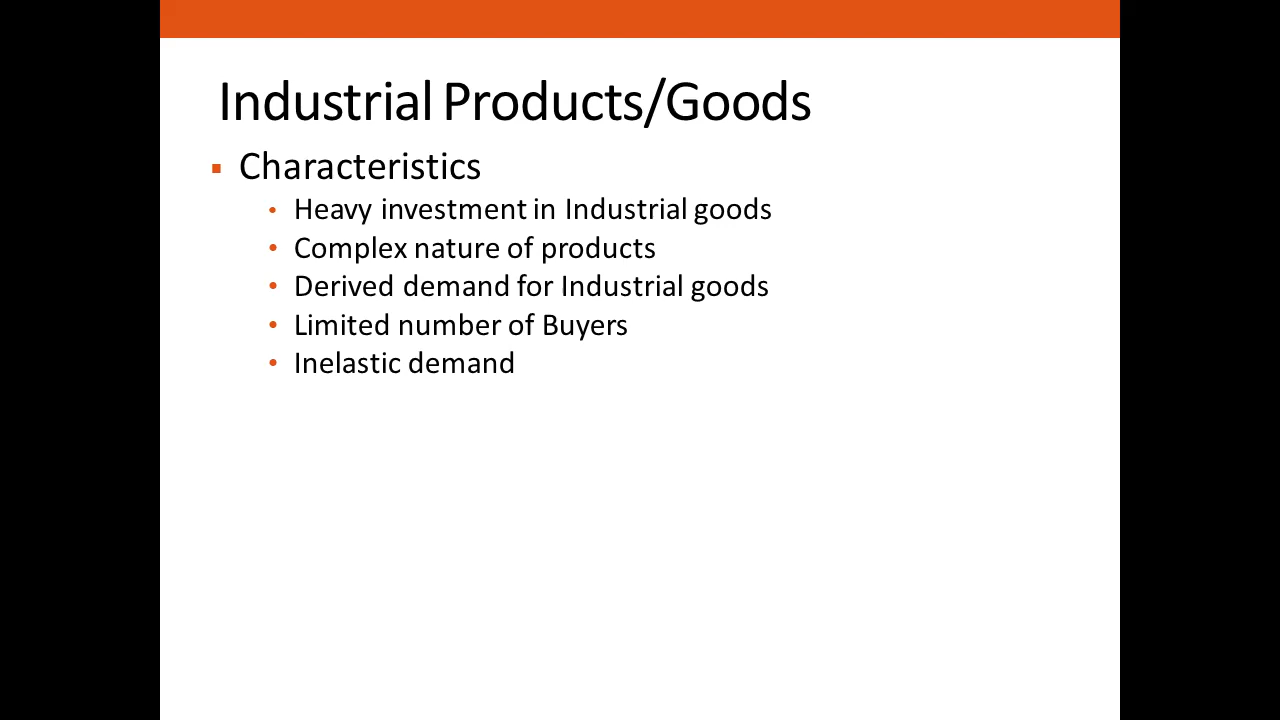 Industrial Products/Goods
Characteristics
Heavy investment in Industrial goods
Complex nature of products
Derived demand for Industrial goods
Limited number of Buyers
Inelastic demand